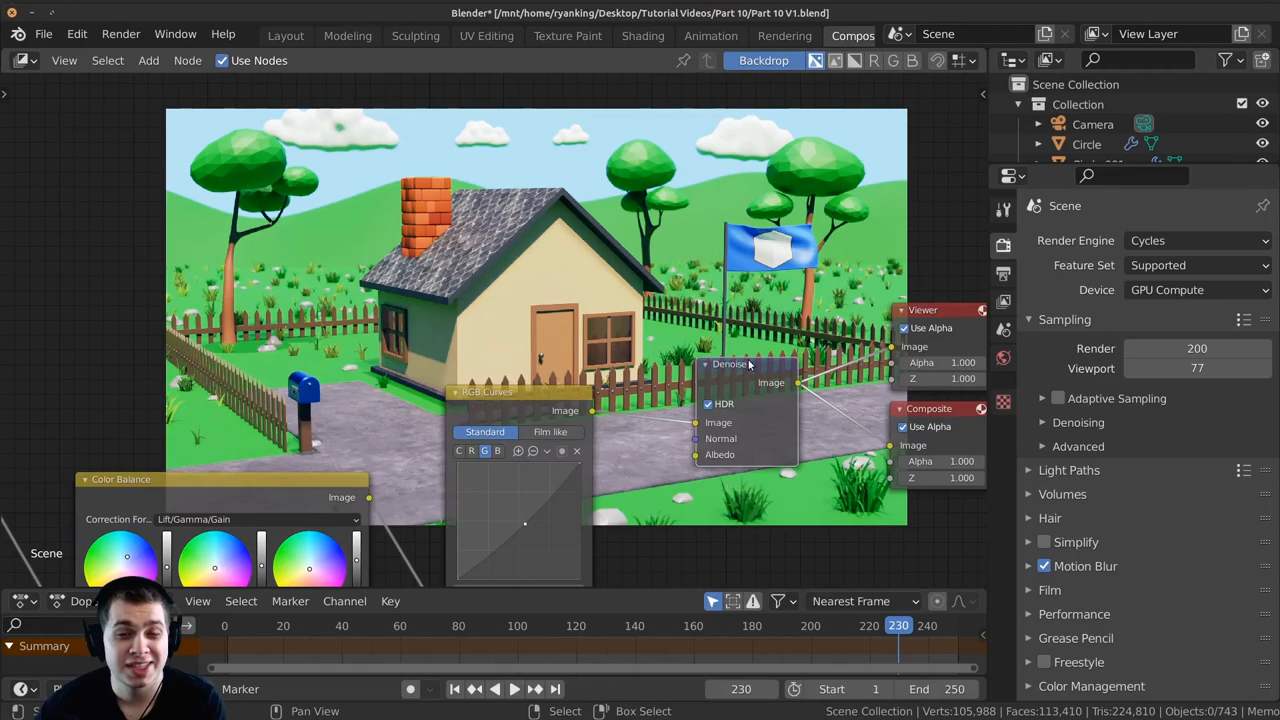 Blender* [/mnt/home/ryanking/Desktop/Tutorial Videos/Part 10/Part 10 V1.blend]
File Edit Render Window Help Layout Modeling Sculpting UV Editing Texture Paint Shading Animation Rendering Compos Scene View Layer
View Select Add Node Use Nodes Backdrop R G B
Scene Collection
Collection
Camera
Circle
Scene
Render Engine Cycles
Feature Set Supported
Device GPU Compute
Sampling
Render 200
Viewport 77
Adaptive Sampling
Denoising
Advanced
Light Paths
Volumes
Hair
Simplify
Motion Blur
Film
Performance
Grease Pencil
Freestyle
Color Management
Viewer
Use Alpha
Image
Alpha 1.000
Z 1.000
Composite
Use Alpha
Image
Alpha 1.000
Z 1.000
Denoise
Image
HDR
Image
Normal
Albedo
RGB Curves
Image
Standard Film like
C R G B
Color Balance
Image
Correction For... Lift/Gamma/Gain
Scene
View Select Marker Channel Key Nearest Frame
0 20 40 60 80 100 120 140 160 180 200 220 230 240
Summary
Marker 230 Start 1 End 250
Pan View Select Box Select Scene Collection | Verts:105,988 | Faces:113,410 | Tris:224,810 | Objects:0/743 | Memo